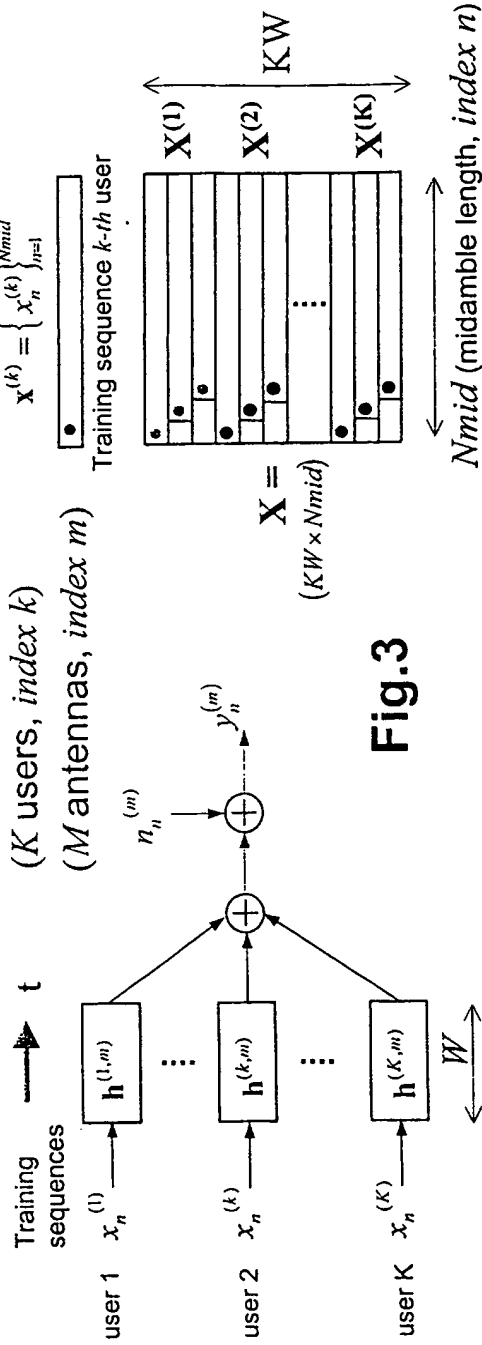 Training
sequences
t
(K users, index k)
(M antennas, index m)
user 1
x_n^{(1)}
h^{(1,m)}
user 2
x_n^{(k)}
h^{(k,m)}
user K
x_n^{(K)}
h^{(K,m)}
W
+
n_n^{(m)}
+
y_n^{(m)}
Fig.3
X^{(k)} = { x_n^{(k)} }_{n=1}^{Nmid}
Training sequence k-th user
X =
(KW × Nmid)
X^{(1)}
X^{(2)}
X^{(K)}
KW
Nmid (midamble length, index n)